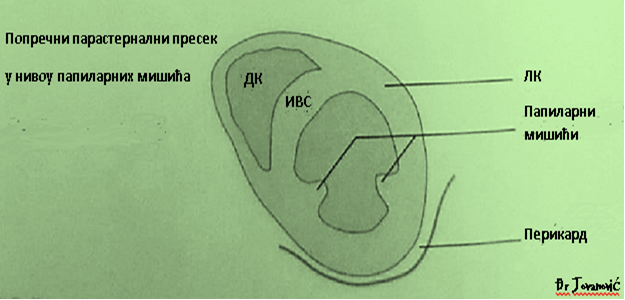 Попречни парастернални пресек
у нивоу папиларних мишића
ДК
ИВС
ЛК
Папиларни
мишићи
Перикард
Dr Jovanović